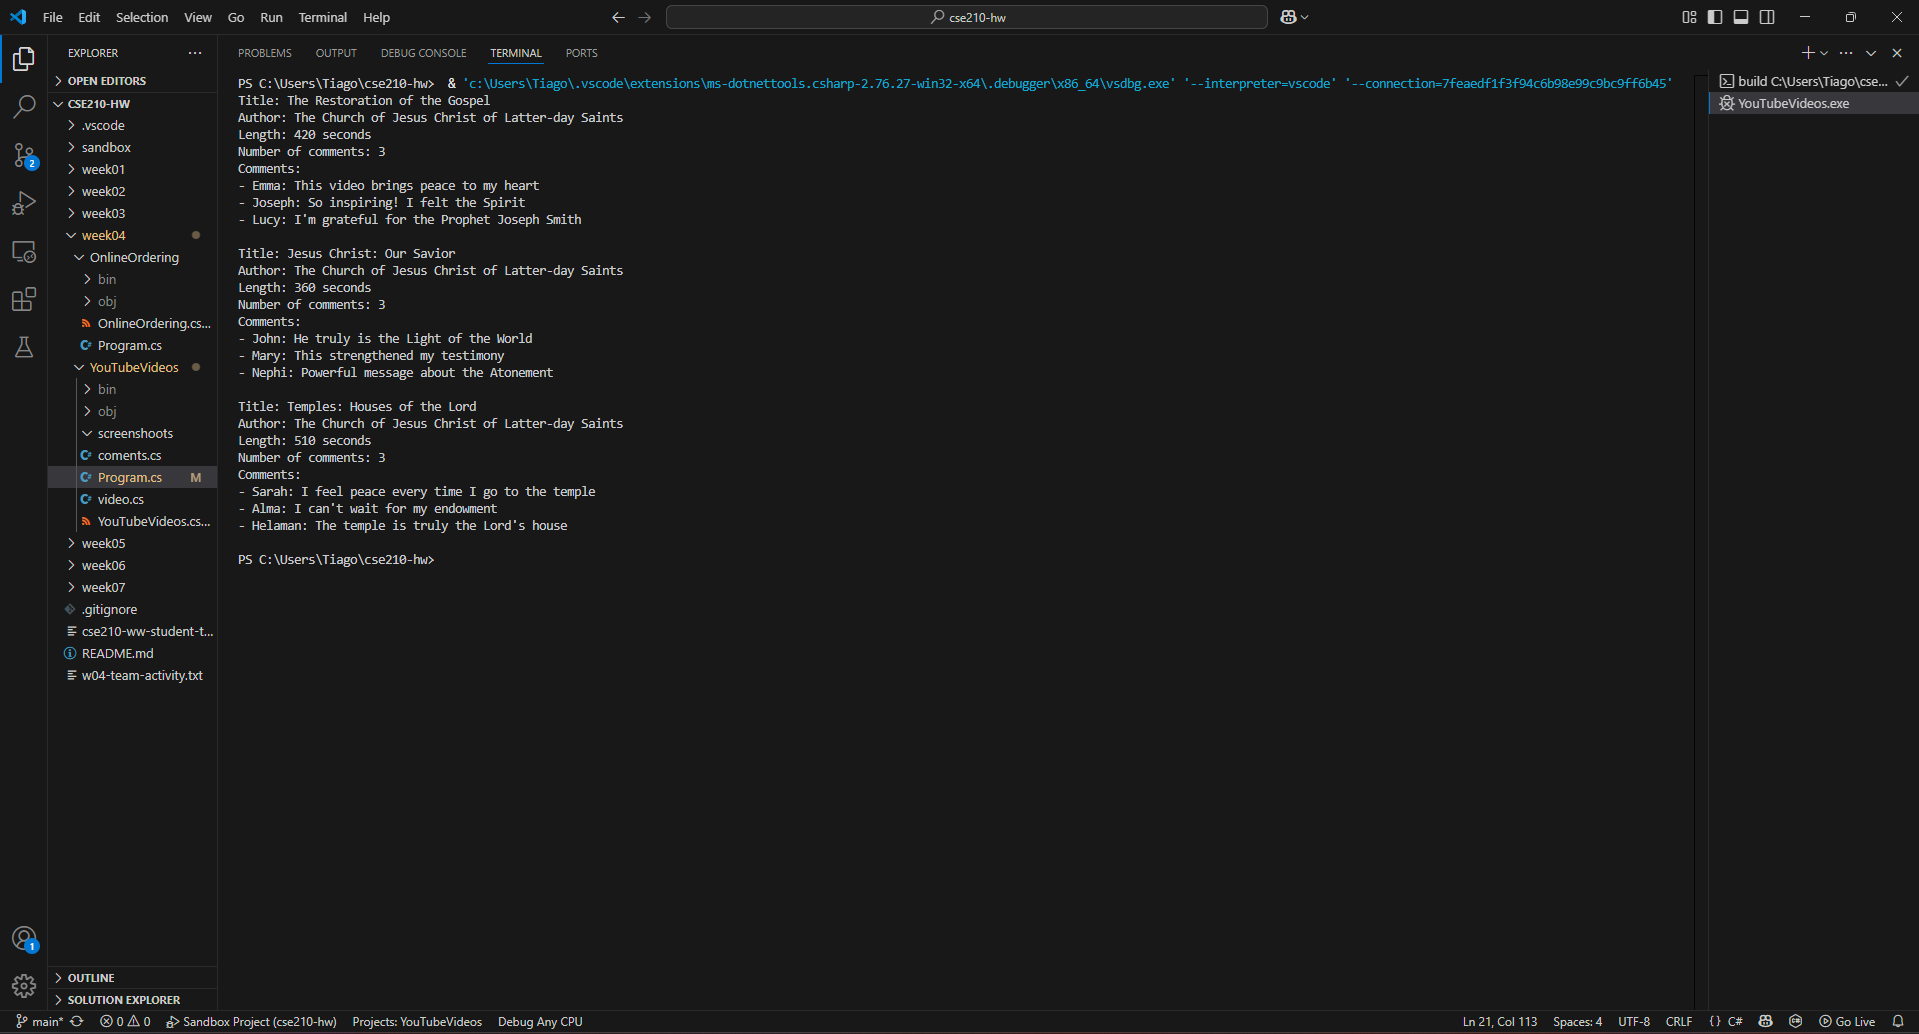 File Edit Selection View Go Run Terminal Help
cse210-hw
EXPLORER
OPEN EDITORS
CSE210-HW
.vscode
sandbox
week01
week02
week03
week04
OnlineOrdering
bin
obj
OnlineOrdering.cs...
Program.cs
YouTubeVideos
bin
obj
screenshoots
coments.cs
Program.cs M
video.cs
YouTubeVideos.cs...
week05
week06
week07
.gitignore
cse210-ww-student-t...
README.md
w04-team-activity.txt
OUTLINE
SOLUTION EXPLORER
2
1
PROBLEMS OUTPUT DEBUG CONSOLE TERMINAL PORTS
PS C:\Users\Tiago\cse210-hw> & 'c:\Users\Tiago\.vscode\extensions\ms-dotnettools.csharp-2.76.27-win32-x64\.debugger\x86_64\vsdbg.exe' '--interpreter=vscode' '--connection=7feaedf1f3f94c6b98e99c9bc9ff6b45'
Title: The Restoration of the Gospel
Author: The Church of Jesus Christ of Latter-day Saints
Length: 420 seconds
Number of comments: 3
Comments:
- Emma: This video brings peace to my heart
- Joseph: So inspiring! I felt the Spirit
- Lucy: I'm grateful for the Prophet Joseph Smith
Title: Jesus Christ: Our Savior
Author: The Church of Jesus Christ of Latter-day Saints
Length: 360 seconds
Number of comments: 3
Comments:
- John: He truly is the Light of the World
- Mary: This strengthened my testimony
- Nephi: Powerful message about the Atonement
Title: Temples: Houses of the Lord
Author: The Church of Jesus Christ of Latter-day Saints
Length: 510 seconds
Number of comments: 3
Comments:
- Sarah: I feel peace every time I go to the temple
- Alma: I can't wait for my endowment
- Helaman: The temple is truly the Lord's house
PS C:\Users\Tiago\cse210-hw>
build C:\Users\Tiago\cse...
YouTubeVideos.exe
main* 0 0 Sandbox Project (cse210-hw) Projects: YouTubeVideos Debug Any CPU Ln 21, Col 113 Spaces: 4 UTF-8 CRLF {} C# Go Live